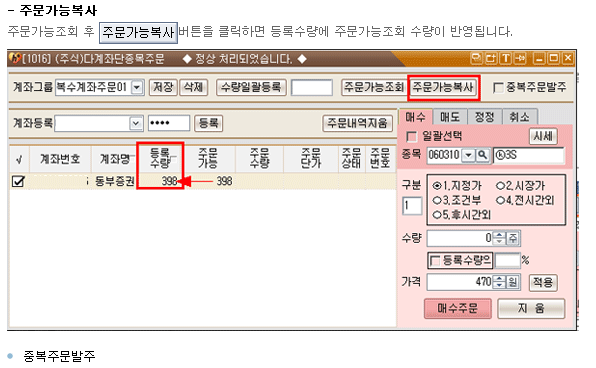 - 주문가능복사
주문가능조회 후 주문가능복사 버튼을 클릭하면 등록수량에 주문가능조회 수량이 반영됩니다.
[1016] (주식)다계좌단종목주문 ◆ 정상 처리되었습니다. ◆
계좌그룹 복수계좌주문01 저장 삭제 수량일괄등록 주문가능조회 주문가능복사 중복주문발주
계좌등록 •••• 등록 주문내역지움
매수 매도 정정 취소
일괄선택 시세
종목 060310 ⓚ3S
√ 계좌번호 계좌명 등록수량 주문가능 주문수량 주문단가 주문상태 주문번호
동부증권 398 398
구분 1
1.지정가 2.시장가
3.조건부 4.전시간외
5.후시간외
수량 0 주
등록수량의 %
가격 470 원 적용
매수주문 지 움
• 중복주문발주